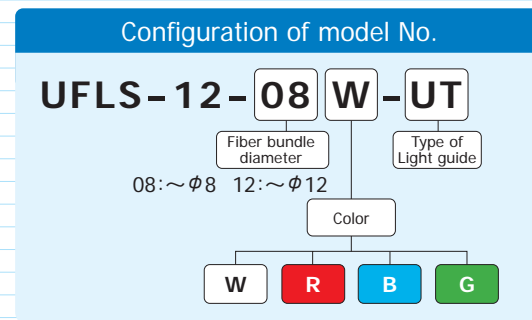 Configuration of model No.
UFLS-12-08 W-UT
Fiber bundle
diameter
Type of
Light guide
08:～Φ8 12:～Φ12
Color
W R B G